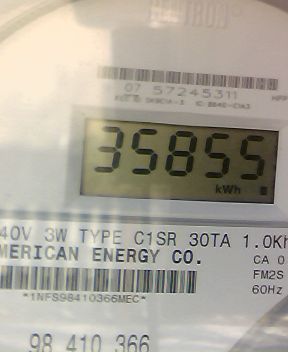 07 57245311
35855
kWh
40V 3W TYPE C1SR 30TA 1.0Kh
MERICAN ENERGY CO.
CA 0
FM2S
60Hz
*1NFS98410366MEC*
98 410 366